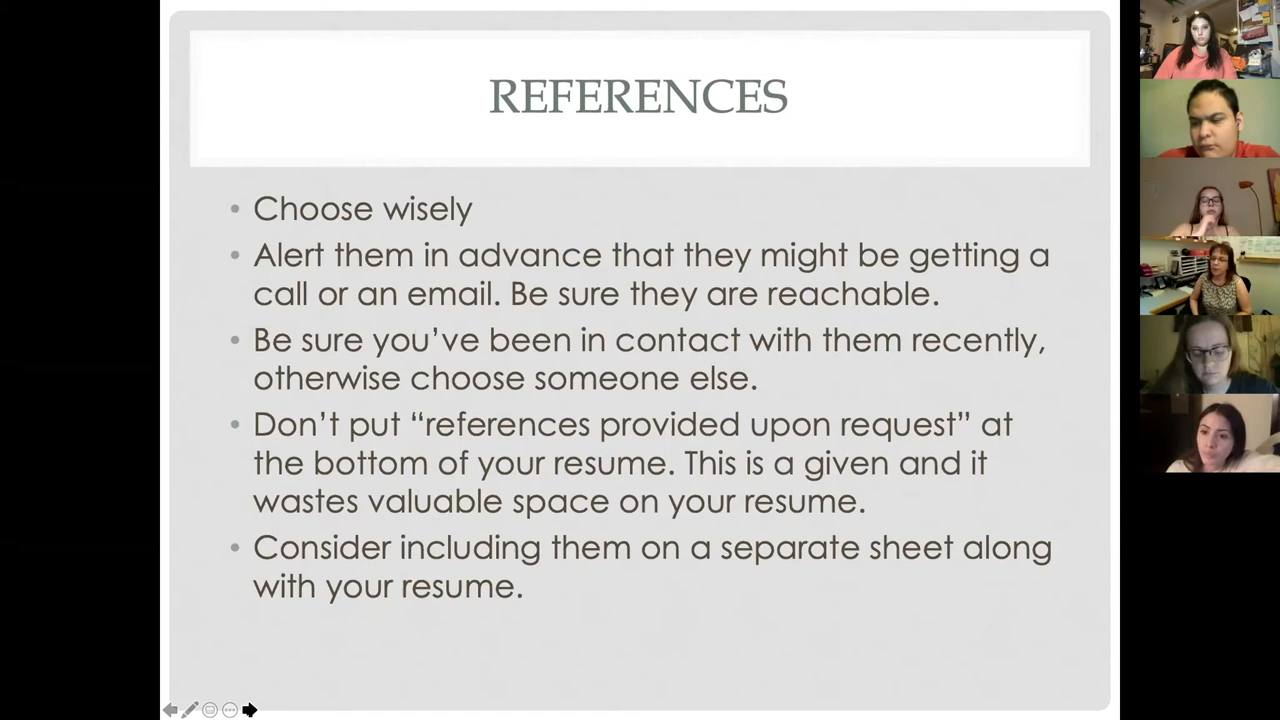 REFERENCES
• Choose wisely
• Alert them in advance that they might be getting a
call or an email. Be sure they are reachable.
• Be sure you’ve been in contact with them recently,
otherwise choose someone else.
• Don’t put “references provided upon request” at
the bottom of your resume. This is a given and it
wastes valuable space on your resume.
• Consider including them on a separate sheet along
with your resume.